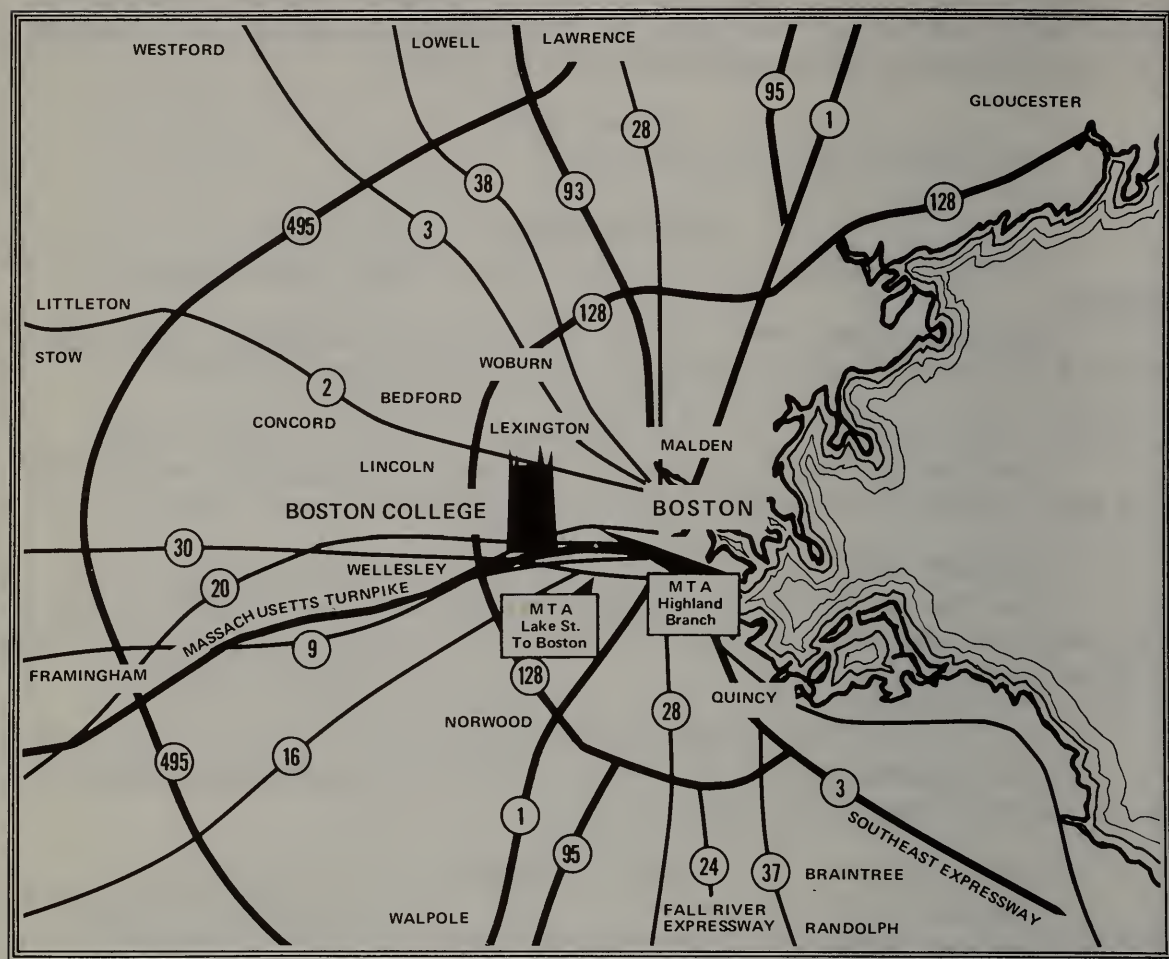 WESTFORD
LOWELL
LAWRENCE
95
1
GLOUCESTER
28
38
93
128
495
3
LITTLETON
128
STOW
WOBURN
2
BEDFORD
CONCORD
LEXINGTON
MALDEN
LINCOLN
BOSTON COLLEGE
BOSTON
30
WELLESLEY
20
MASSACHUSETTS TURNPIKE
MTA
Lake St.
To Boston
MTA
Highland
Branch
9
FRAMINGHAM
128
QUINCY
NORWOOD
28
16
495
3
1
SOUTHEAST EXPRESSWAY
95
24
37
BRAINTREE
WALPOLE
FALL RIVER
EXPRESSWAY
RANDOLPH